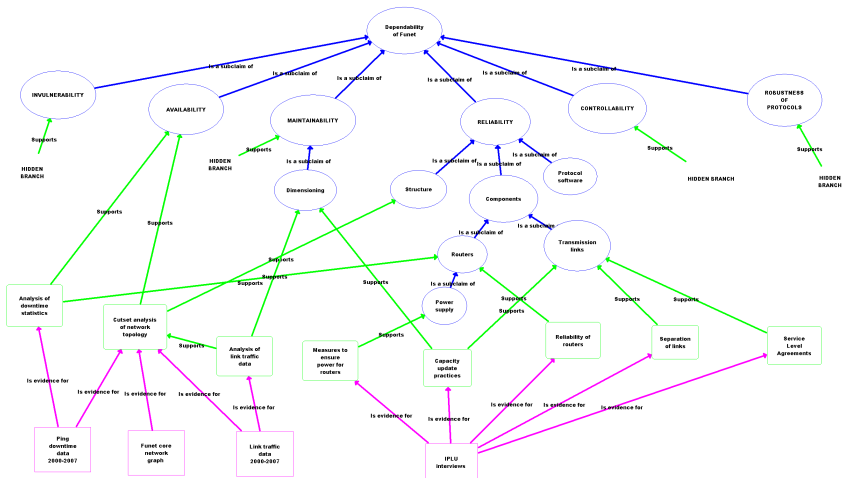 Dependability
of Funet
Is a subclaim of
Is a subclaim of
Is a subclaim of
Is a subclaim of
Is a subclaim of
Is a subclaim of
INVULNERABILITY
AVAILABILITY
MAINTAINABILITY
RELIABILITY
CONTROLLABILITY
ROBUSTNESS
OF
PROTOCOLS
Supports
Supports
Supports
Supports
HIDDEN
BRANCH
HIDDEN
BRANCH
HIDDEN BRANCH
HIDDEN
BRANCH
Is a subclaim of
Is a subclaim of
Is a subclaim of
Is a subclaim of
Dimensioning
Structure
Components
Protocol
software
Supports
Supports
Is a subclaim of
Is a subclaim
Routers
Transmission
links
Supports
Supports
Supports
Is a subclaim of
Supports
Power
supply
Supports
Supports
Supports
Supports
Analysis of
downtime
statistics
Cutset analysis
of network
topology
Supports
Analysis of
link traffic
data
Supports
Measures to
ensure
power for
routers
Capacity
update
practices
Reliability of
routers
Separation
of links
Service
Level
Agreements
Is evidence for
Is evidence for
Is evidence for
Is evidence for
Is evidence for
Is evidence for
Is evidence for
Is evidence for
Is evidence for
Is evidence for
Ping
downtime
data
2000-2007
Funet core
network
graph
Link traffic
data
2000-2007
IPLU
interviews